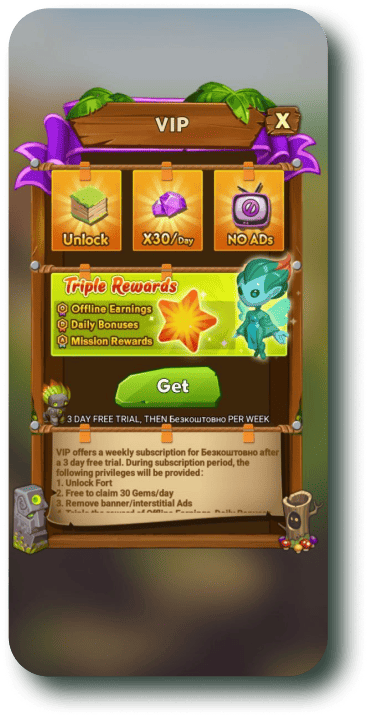 VIP
X
Unlock
X30/Day
NO ADs
Triple Rewards
Offline Earnings
Daily Bonuses
Mission Rewards
Get
3 DAY FREE TRIAL, THEN Безкоштовно PER WEEK
VIP offers a weekly subscription for Безкоштовно after
a 3 day free trial. During subscription period, the
following privileges will be provided:
1. Unlock Fort
2. Free to claim 30 Gems/day
3. Remove banner/interstitial Ads